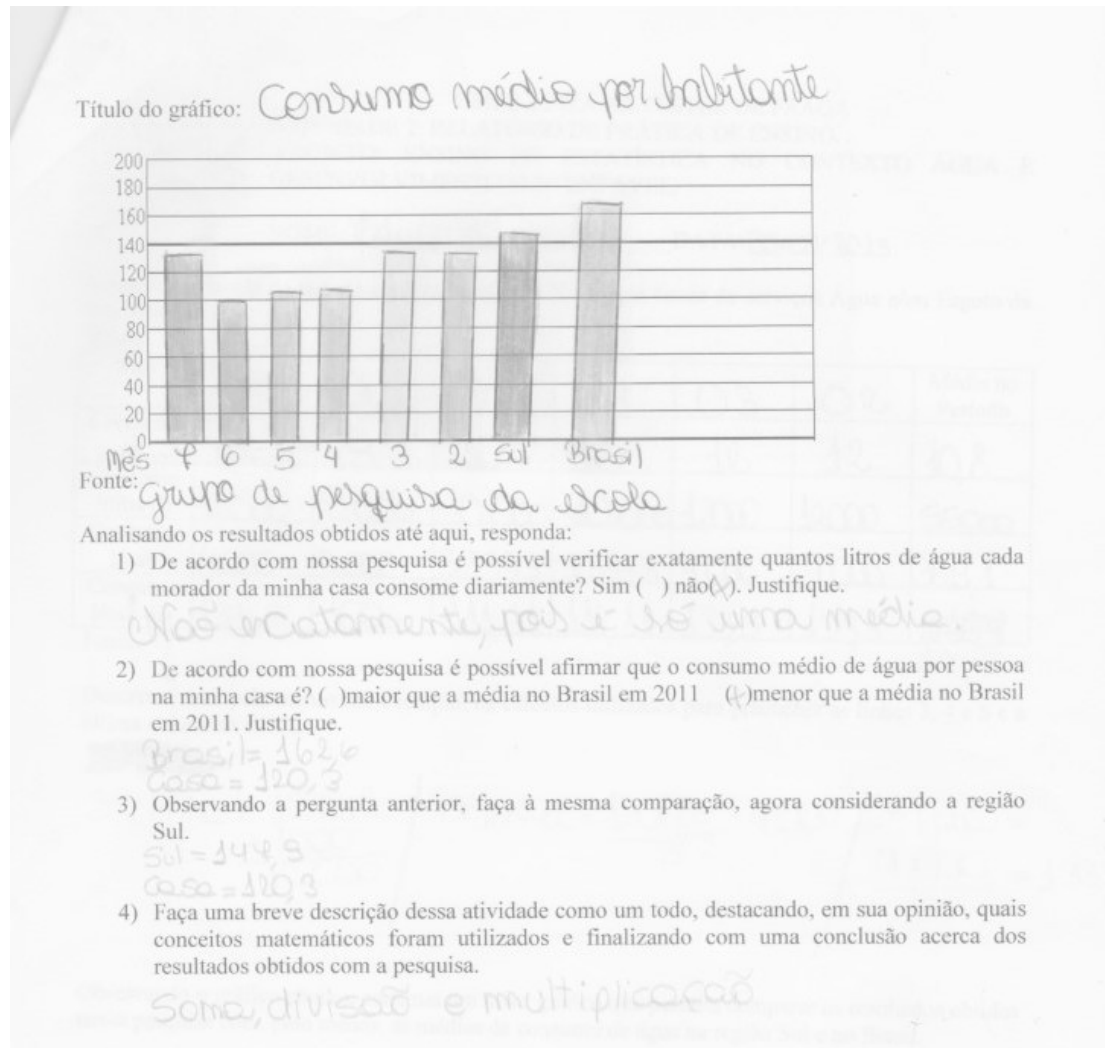 Título do gráfico: Consumo médio por habitante
200
180
160
140
120
100
80
60
40
20
0
Mês 7 6 5 4 3 2 Sul Brasil
Fonte: grupo de pesquisa da escola
Analisando os resultados obtidos até aqui, responda:
1) De acordo com nossa pesquisa é possível verificar exatamente quantos litros de água cada
morador da minha casa consome diariamente? Sim ( ) não(x). Justifique.
Não exatamente, pois é só uma média.
2) De acordo com nossa pesquisa é possível afirmar que o consumo médio de água por pessoa
na minha casa é? ( )maior que a média no Brasil em 2011 (x)menor que a média no Brasil
em 2011. Justifique.
Brasil= 162,6
Casa = 120,3
3) Observando a pergunta anterior, faça à mesma comparação, agora considerando a região
Sul.
Sul = 144,9
casa = 120,3
4) Faça uma breve descrição dessa atividade como um todo, destacando, em sua opinião, quais
conceitos matemáticos foram utilizados e finalizando com uma conclusão acerca dos
resultados obtidos com a pesquisa.
Soma, divisaõ e multiplicacaõ